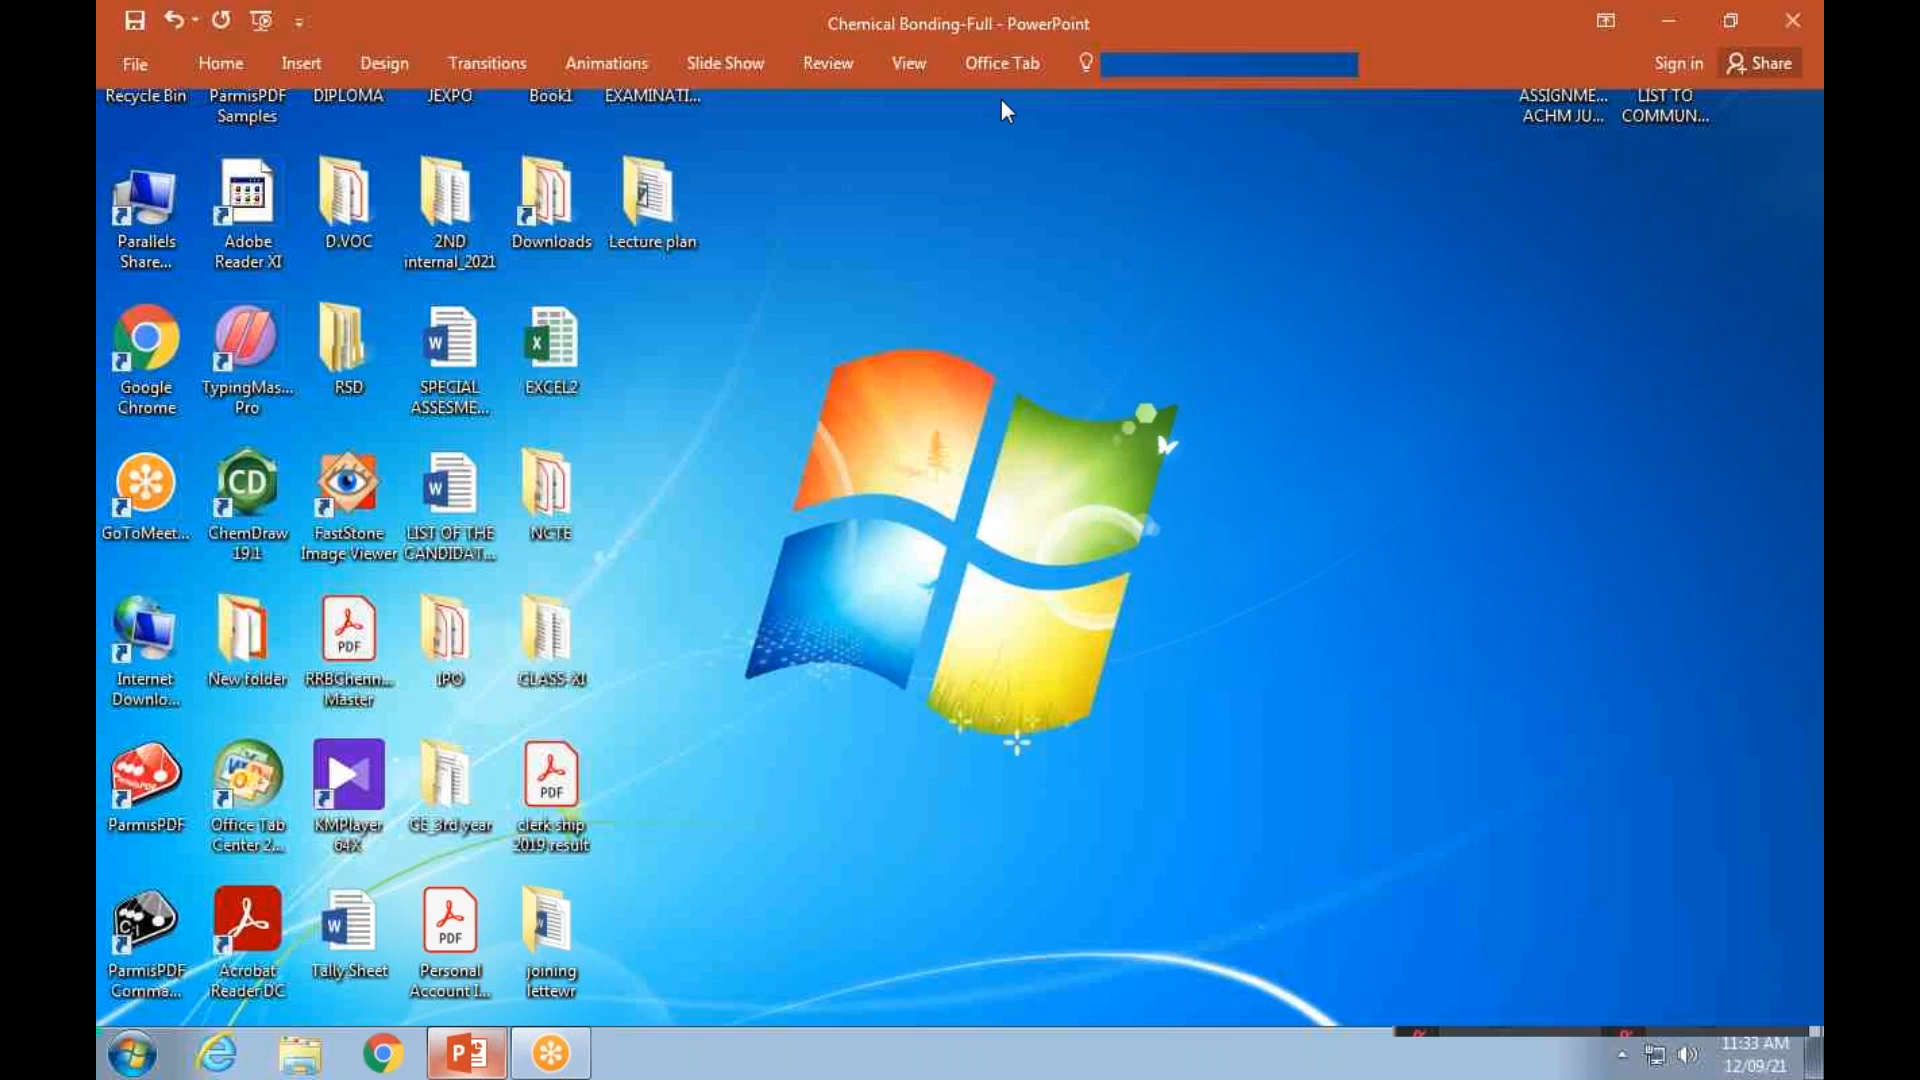 Chemical Bonding-Full - PowerPoint
File Home Insert Design Transitions Animations Slide Show Review View Office Tab Sign in Share
Recycle Bin
ParmisPDF
Samples
DIPLOMA
JEXPO
Book1
EXAMINATI...
ASSIGNME...
ACHM JU...
LIST TO
COMMUN...
Parallels
Share...
Adobe
Reader XI
D.VOC
2ND
internal_2021
Downloads
Lecture plan
Google
Chrome
TypingMas...
Pro
RSD
SPECIAL
ASSESME...
EXCEL2
GoToMeet...
ChemDraw
19.1
FastStone
Image Viewer
LIST OF THE
CANDIDAT...
NCTE
Internet
Downlo...
New folder
PDF
RRBChenn...
Master
IPO
CLASS-XI
ParmisPDF
Office Tab
Center 2...
KMPlayer
64X
CE_3rd year
PDF
clerk ship
2019 result
ParmisPDF
Comma...
Acrobat
Reader DC
Tally Sheet
PDF
Personal
Account I...
joining
lettewr
11:33 AM
12/09/21